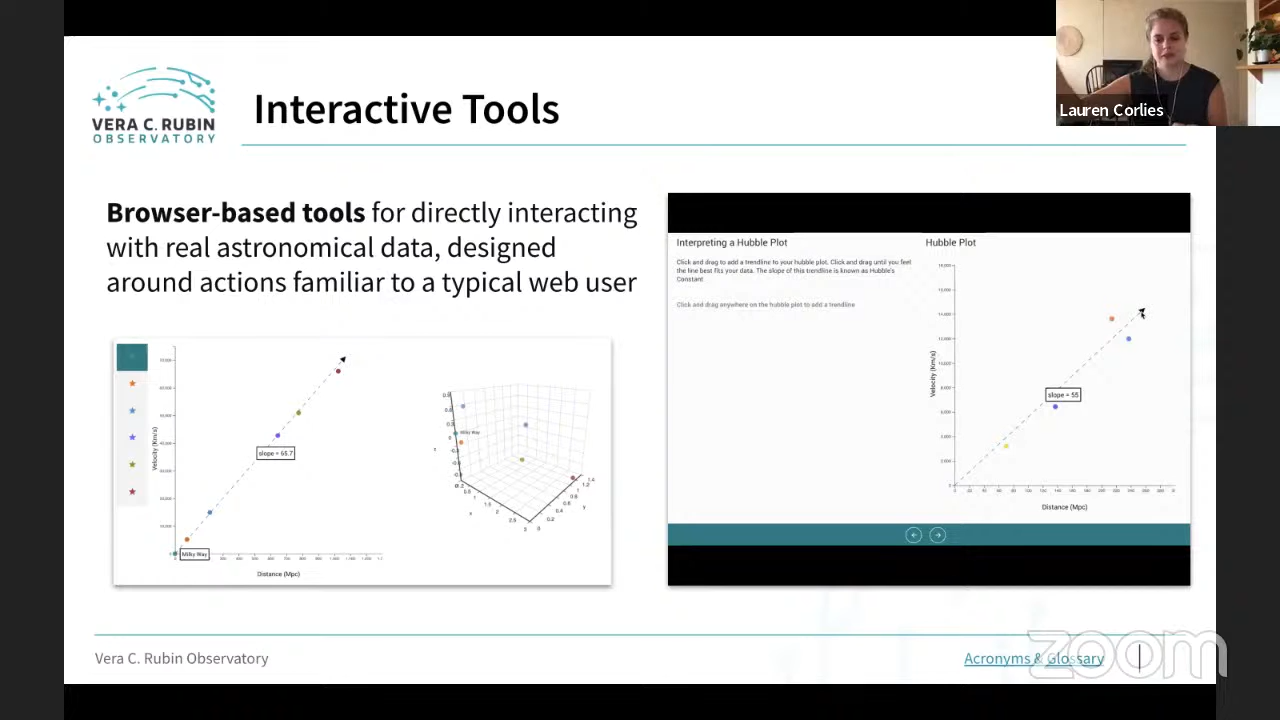 Lauren Corlies
VERA C. RUBIN
OBSERVATORY
Interactive Tools
Browser-based tools for directly interacting
with real astronomical data, designed
around actions familiar to a typical web user
Velocity (Km/s)
slope = 65.7
Milky Way
Distance (Mpc)
Milky Way
Interpreting a Hubble Plot
Click and drag to add a trendline to your hubble plot. Click and drag until you feel
the line best fits your data. The slope of this trendline is known as Hubble's
Constant
Click and drag anywhere on the hubble plot to add a trendline
Hubble Plot
Velocity (Km/s)
slope = 55
Distance (Mpc)
Vera C. Rubin Observatory
Acronyms & Glossary
zoom